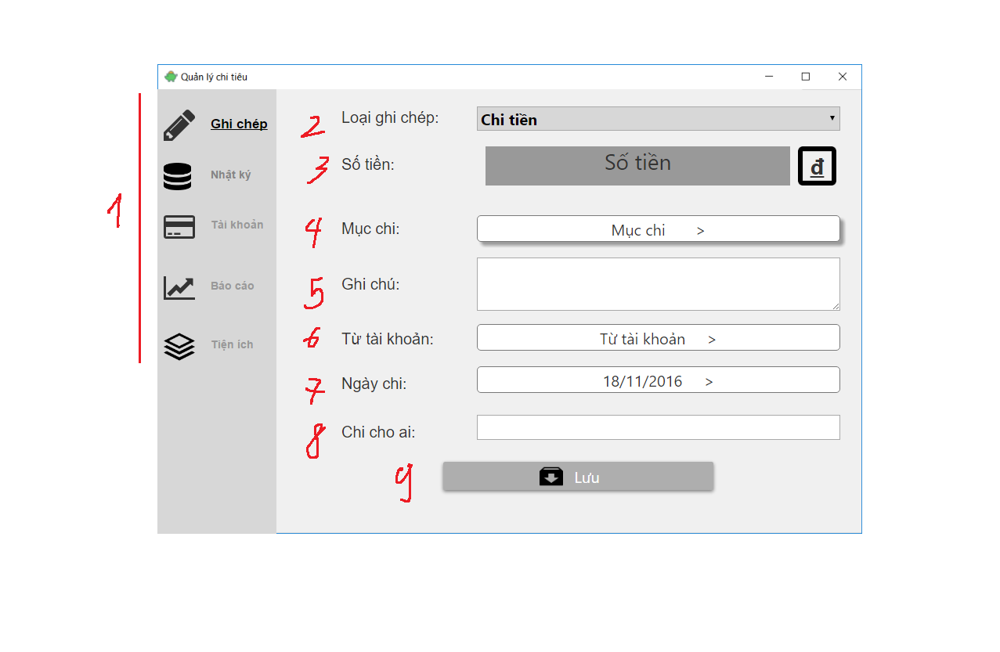 Quản lý chi tiêu
1
Ghi chép
Nhật ký
Tài khoản
Báo cáo
Tiện ích
2 Loại ghi chép: Chi tiền
3 Số tiền: Số tiền đ
4 Mục chi: Mục chi >
5 Ghi chú:
6 Từ tài khoản: Từ tài khoản >
7 Ngày chi: 18/11/2016 >
8 Chi cho ai:
9 Lưu